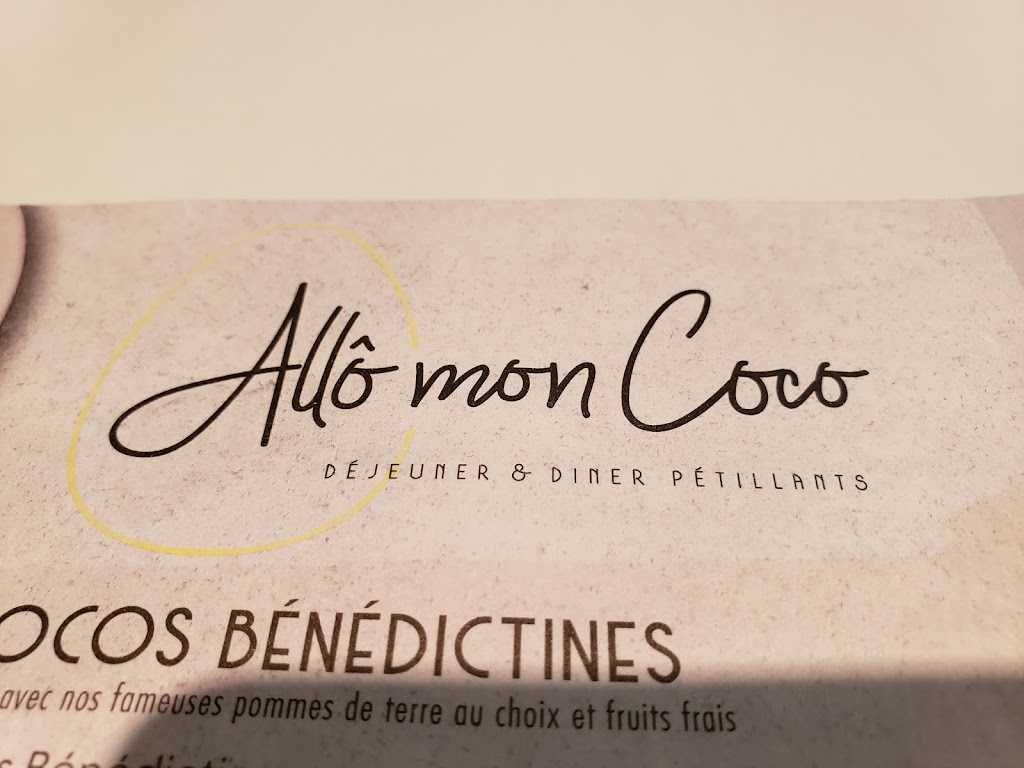 Allô mon Coco
DÉJEUNER & DINER PÉTILLANTS
OCOS BÉNÉDICTINES
avec nos fameuses pommes de terre au choix et fruits frais